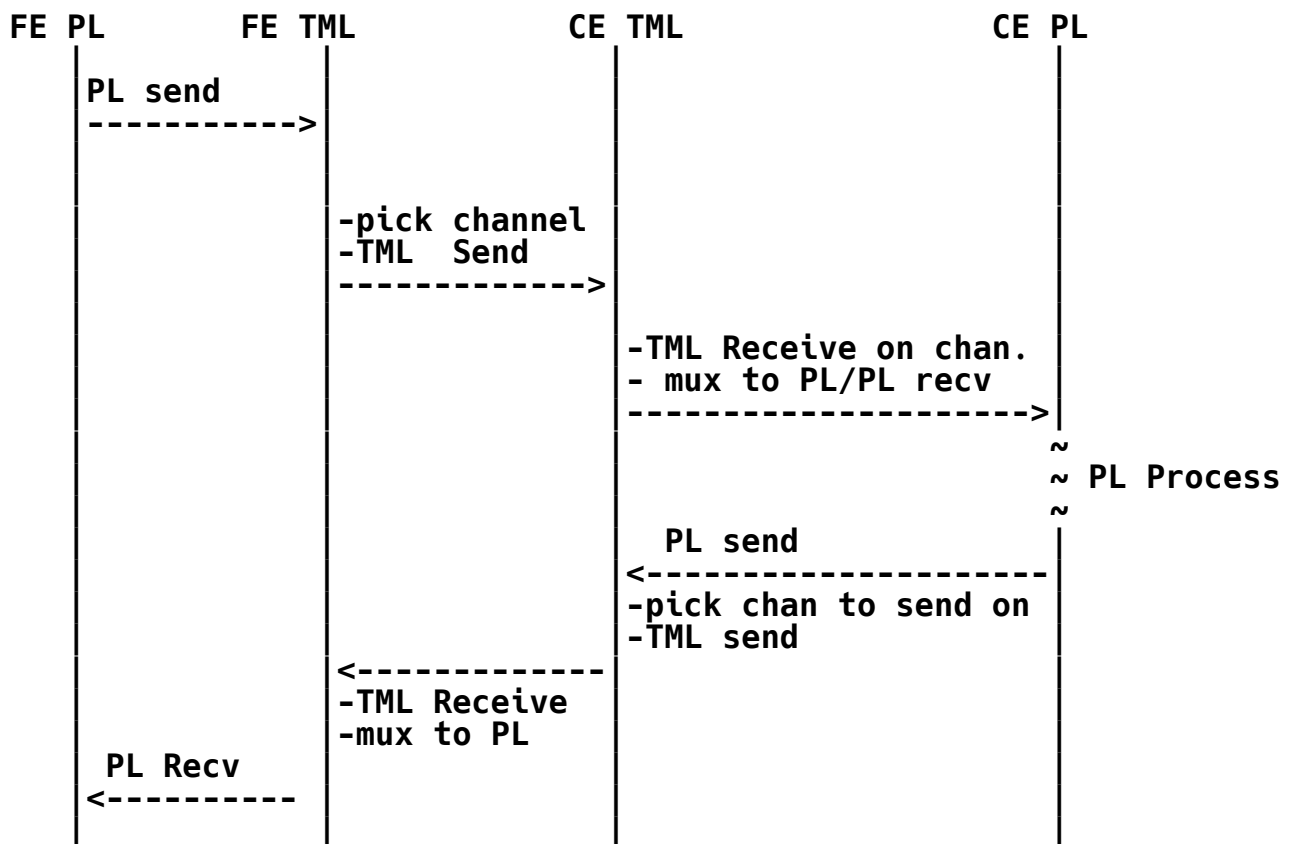 FE PL FE TML CE TML CE PL
PL send
----------->
-pick channel
-TML  Send
------------->
-TML Receive on chan.
- mux to PL/PL recv
--------------------->
~
~ PL Process
~
PL send
<---------------------
-pick chan to send on
-TML send
<-------------
-TML Receive
-mux to PL
PL Recv
<----------